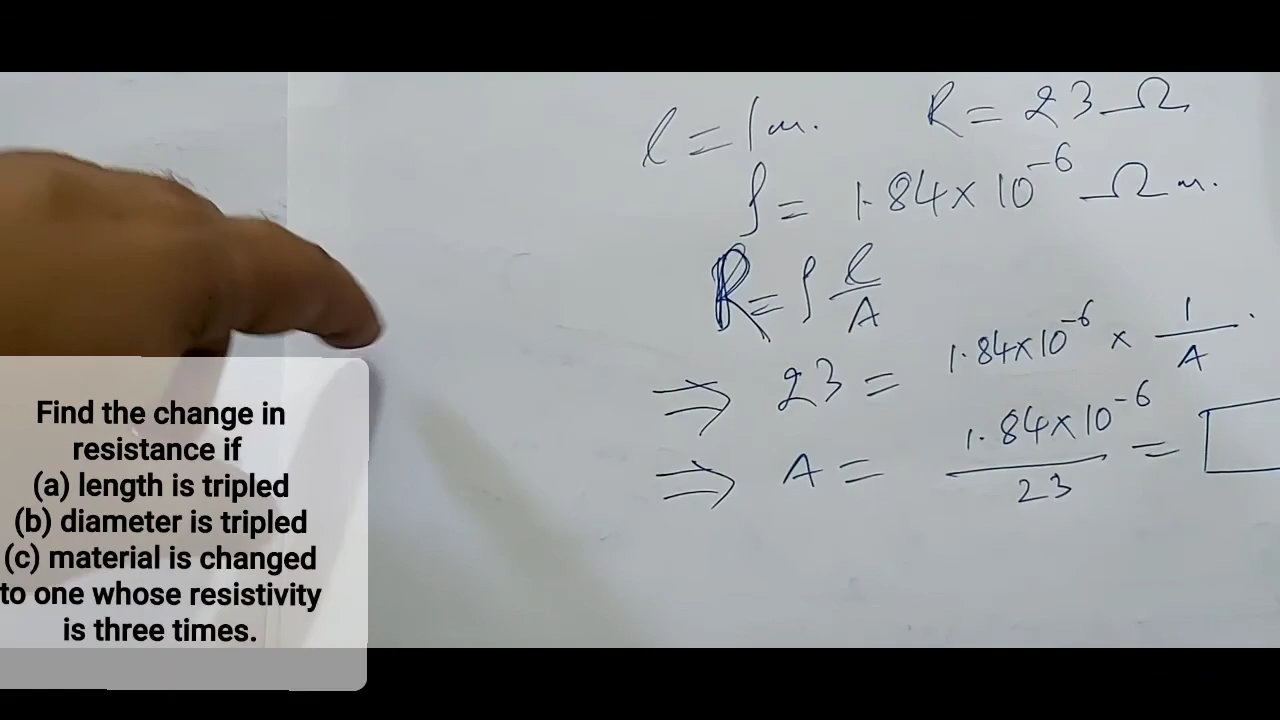 l = 1 m. R = 23 Ω
ρ = 1.84 × 10⁻⁶ Ω m.
R = ρ l/A
⇒ 23 = 1.84 × 10⁻⁶ × 1/A.
⇒ A = 1.84 × 10⁻⁶/23 =
Find the change in
resistance if
(a) length is tripled
(b) diameter is tripled
(c) material is changed
to one whose resistivity
is three times.